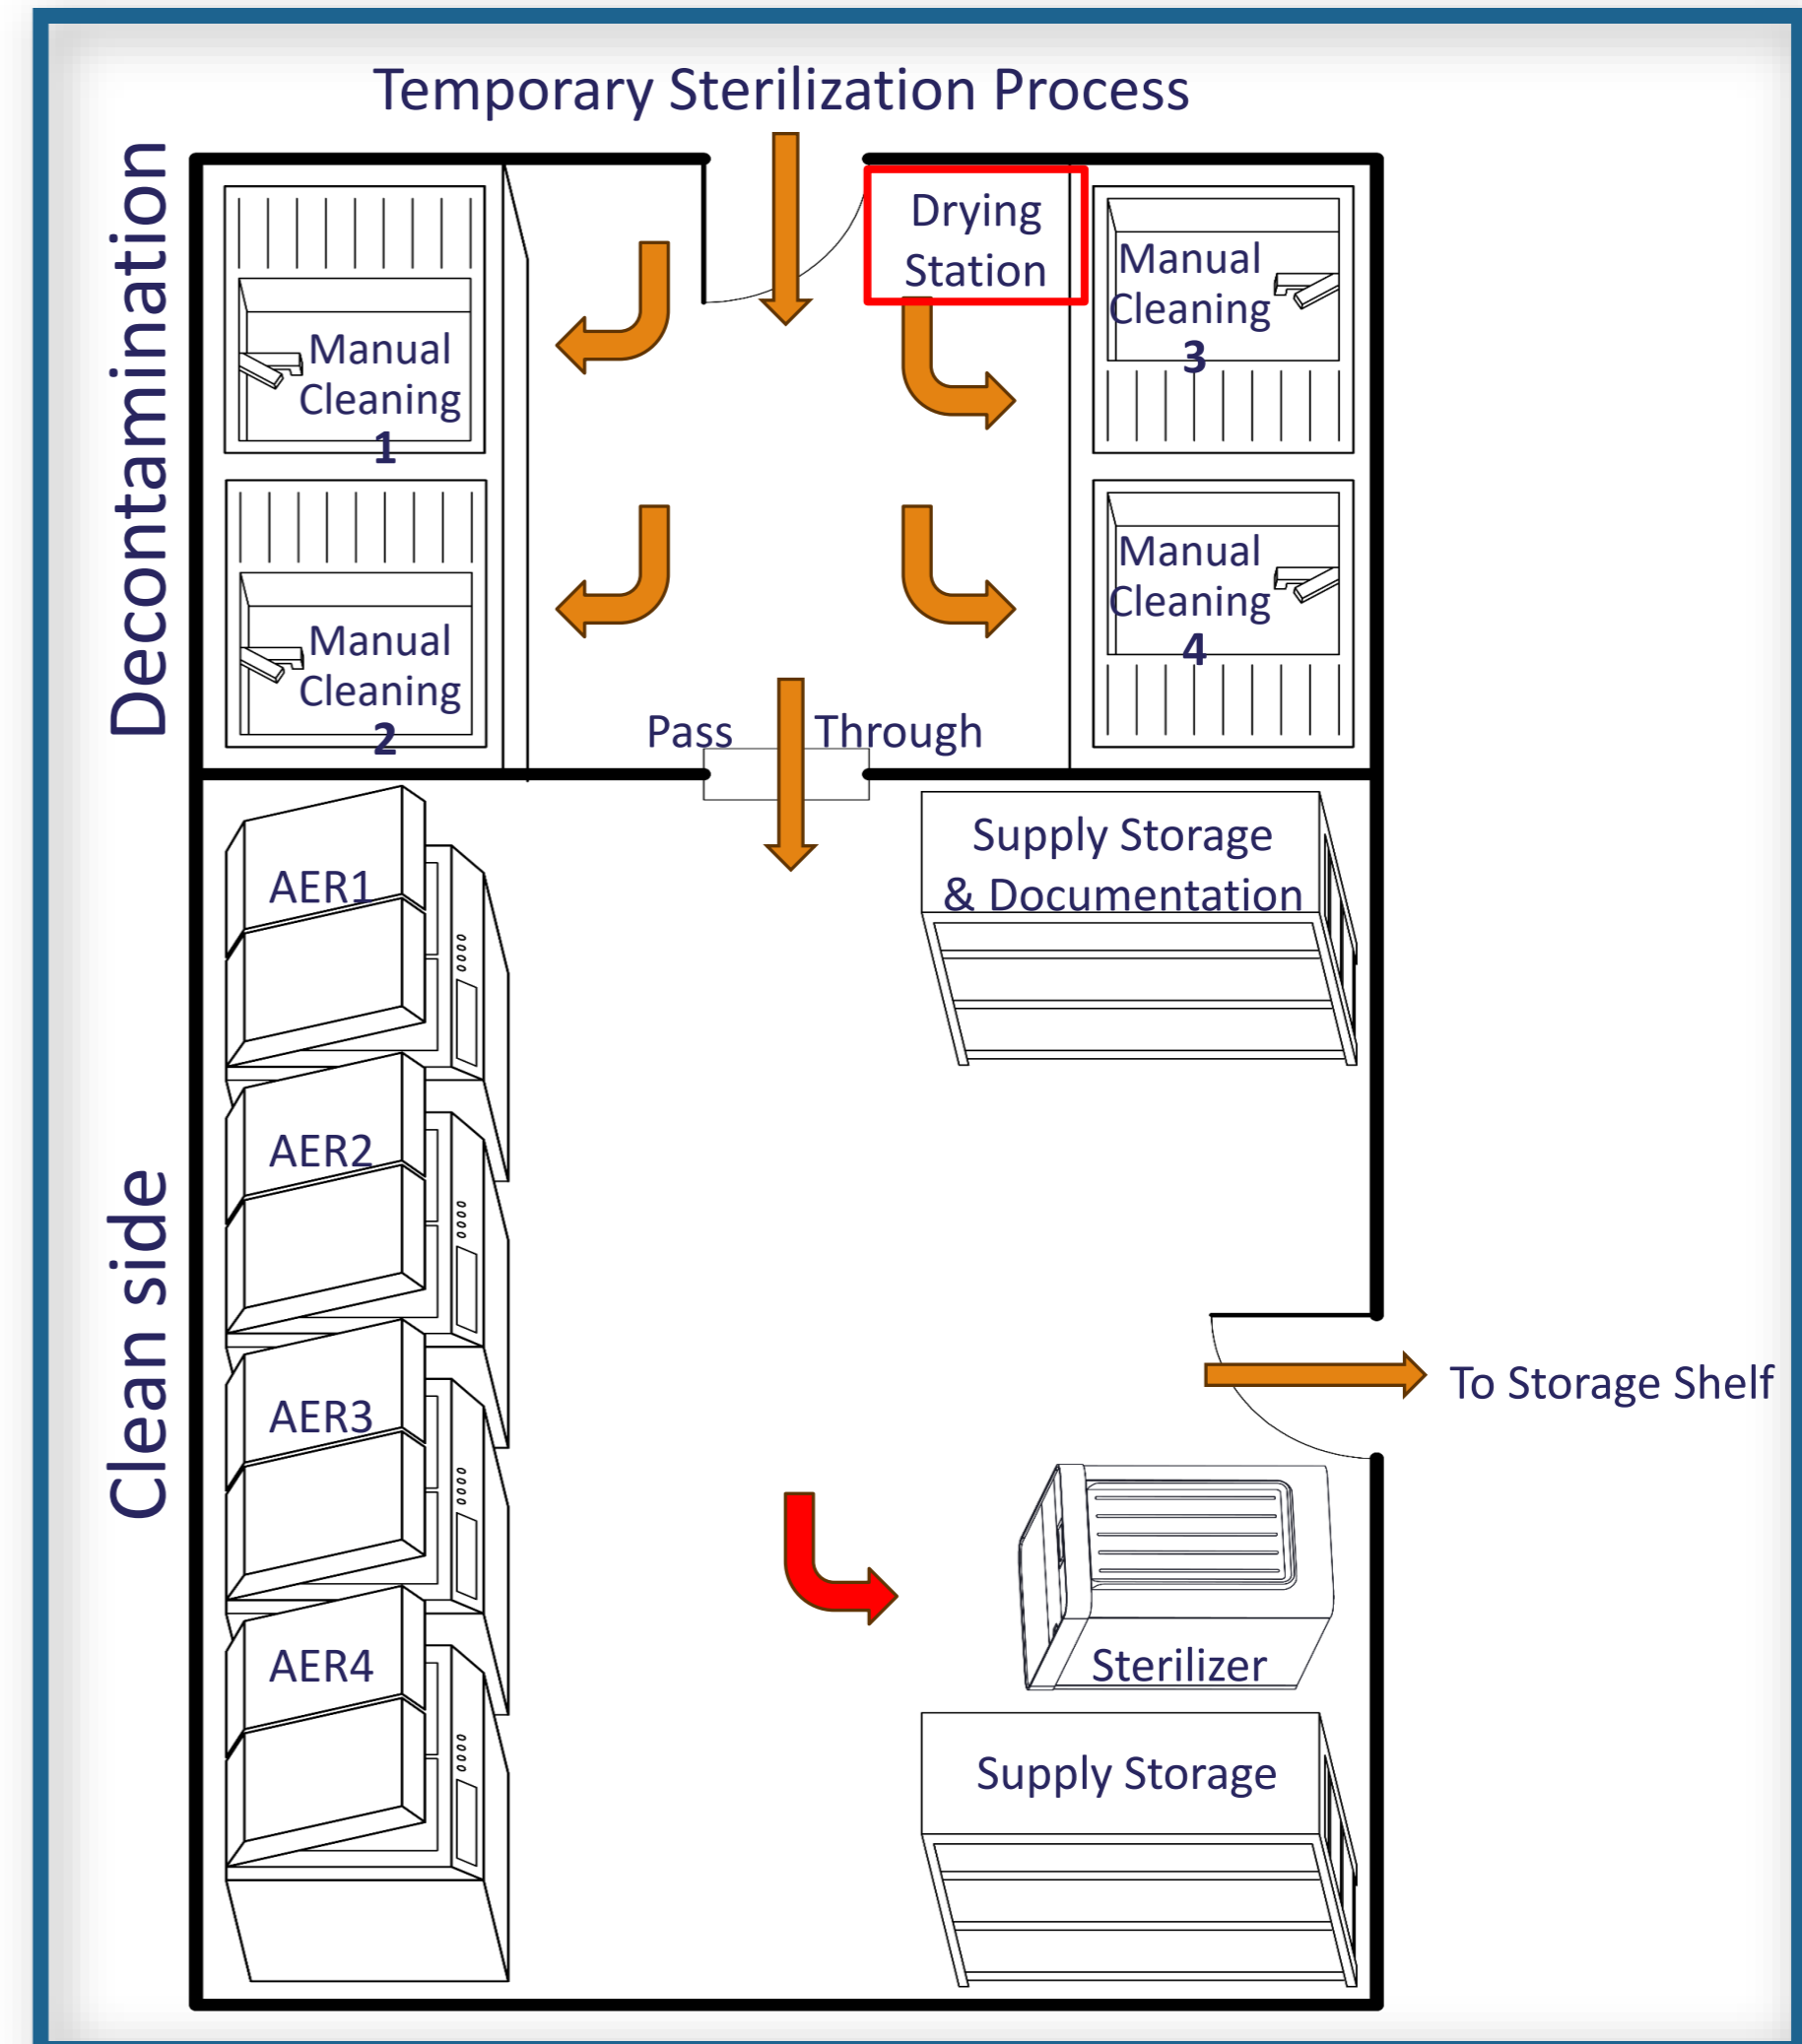 Temporary Sterilization Process
Decontamination
Drying
Station
Manual
Cleaning
1
Manual
Cleaning
3
Manual
Cleaning
2
Manual
Cleaning
4
Pass Through
Clean side
AER1
Supply Storage
& Documentation
AER2
AER3
To Storage Shelf
AER4
Sterilizer
Supply Storage